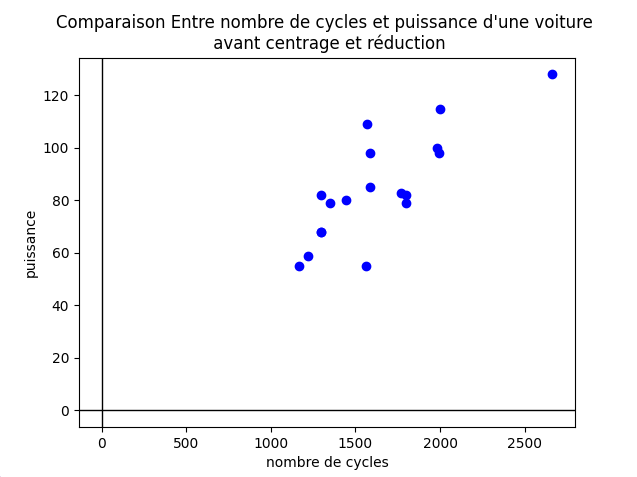 Comparaison Entre nombre de cycles et puissance d'une voiture
avant centrage et réduction
120
100
80
60
40
20
0
puissance
0 500 1000 1500 2000 2500
nombre de cycles